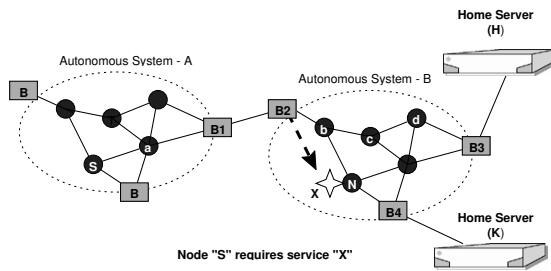 Home Server
(H)
Autonomous System - A
Autonomous System - B
B
B1
B2
a
S
B
b
c
d
B3
N
X
B4
Home Server
(K)
Node "S" requires service "X"